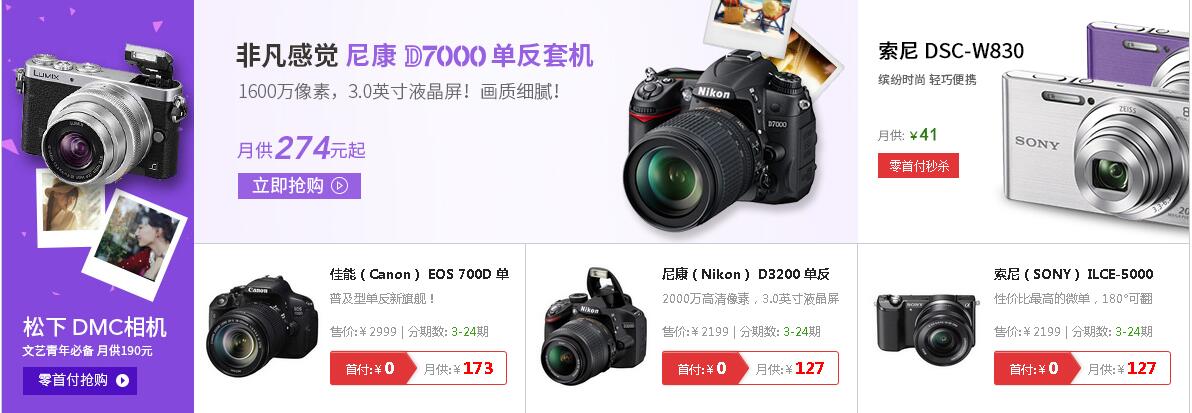 LUMIX
松下 DMC相机
文艺青年必备 月供190元
零首付抢购
非凡感觉 尼康 D7000 单反套机
1600万像素，3.0英寸液晶屏！画质细腻！
月供274元起
立即抢购
Nikon
D7000
索尼 DSC-W830
缤纷时尚 轻巧便携
月供: ¥41
零首付秒杀
SONY
ZEISS
Canon
佳能（Canon） EOS 700D 单
普及型单反新旗舰！
售价:¥2999 | 分期数: 3-24期
首付:¥0 月供:¥173
Nikon
尼康（Nikon） D3200 单反
2000万高清像素，3.0英寸液晶屏
售价:¥2199 | 分期数: 3-24期
首付:¥0 月供:¥127
SONY
索尼（SONY） ILCE-5000
性价比最高的微单，180°可翻
售价:¥2199 | 分期数: 3-24期
首付:¥0 月供:¥127